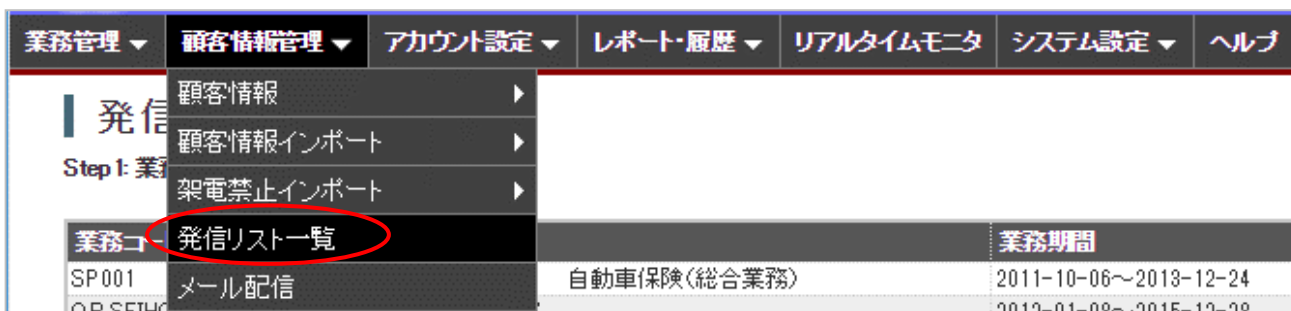 業務管理 ▼ 顧客情報管理 ▼ アカウント設定 ▼ レポート・履歴 ▼ リアルタイムモニタ システム設定 ▼ ヘルプ
顧客情報 ▶
発信
顧客情報インポート ▶
Step1: 業務
架電禁止インポート ▶
業務コー 発信リスト一覧 業務期間
SP001 自動車保険(総合業務) 2011-10-06～2013-12-24
メール配信